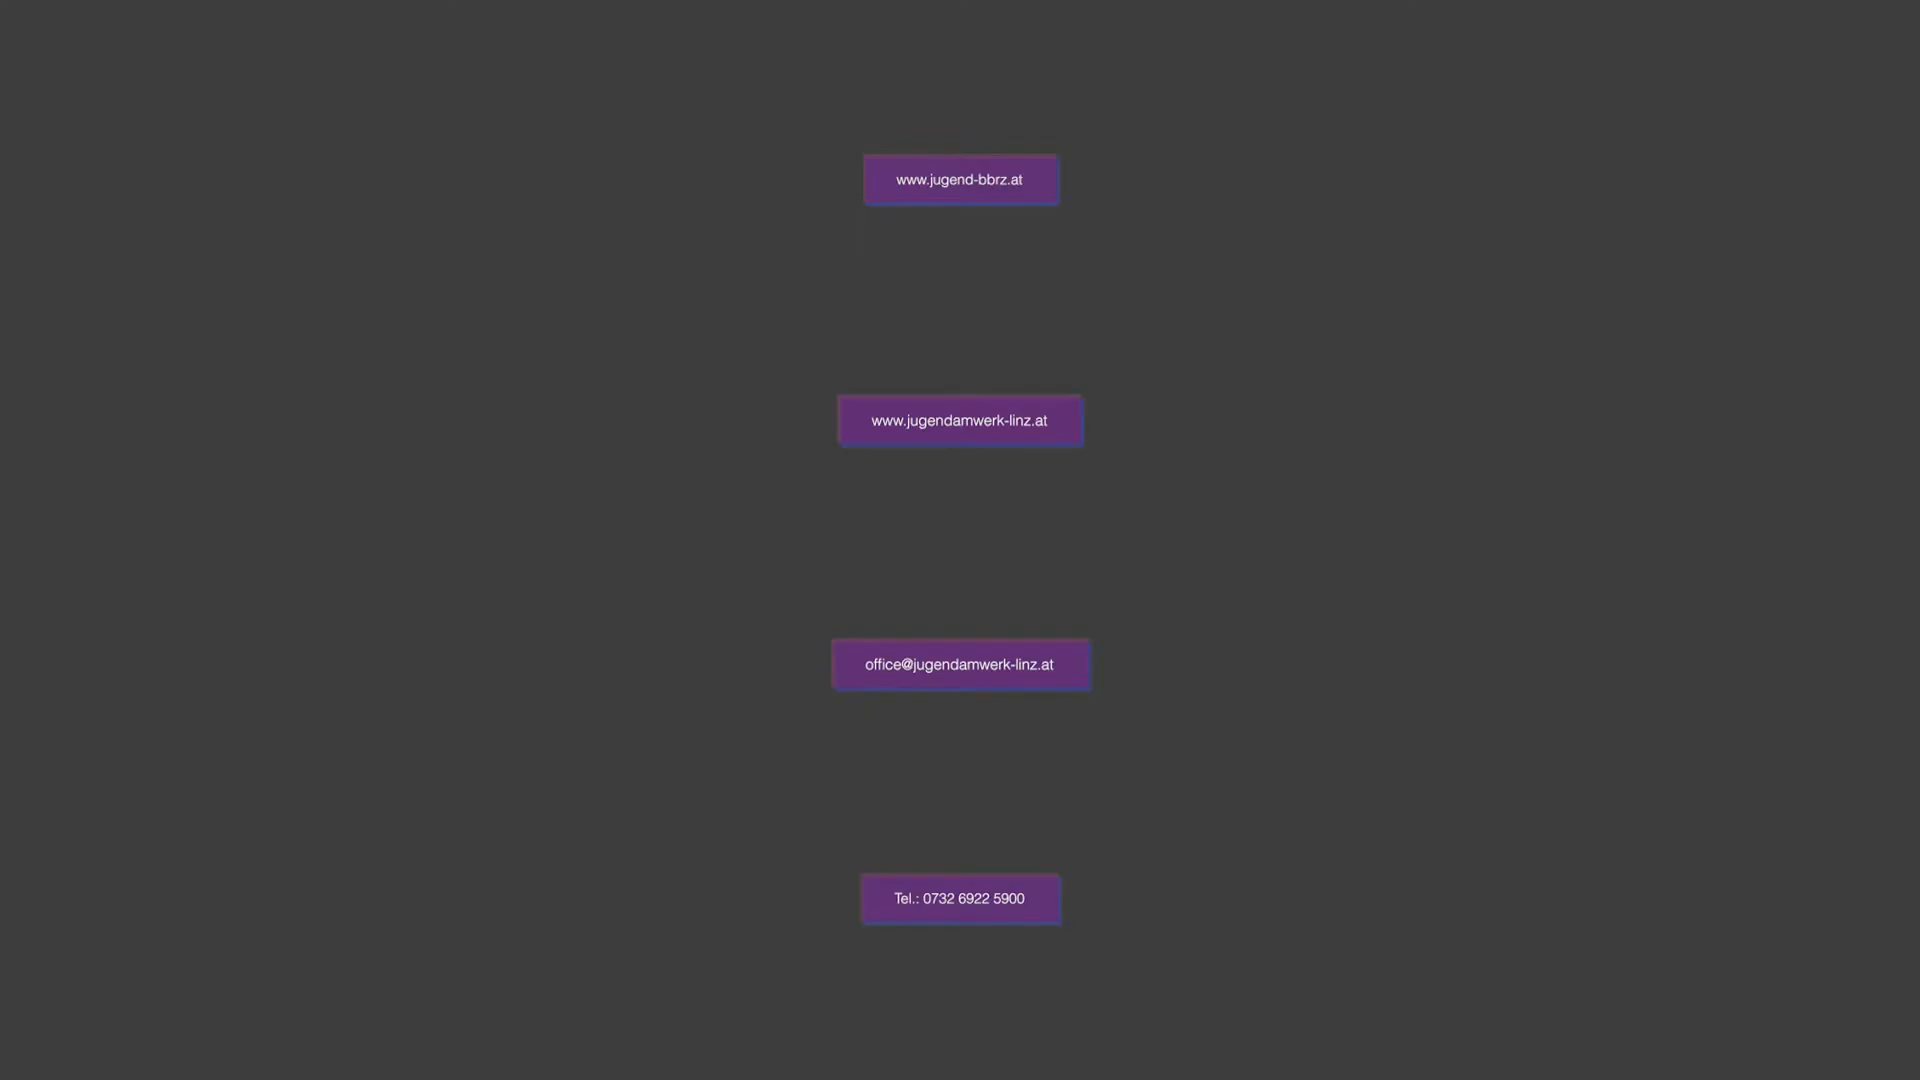 www.jugend-bbrz.at
www.jugendamwerk-linz.at
office@jugendamwerk-linz.at
Tel.: 0732 6922 5900